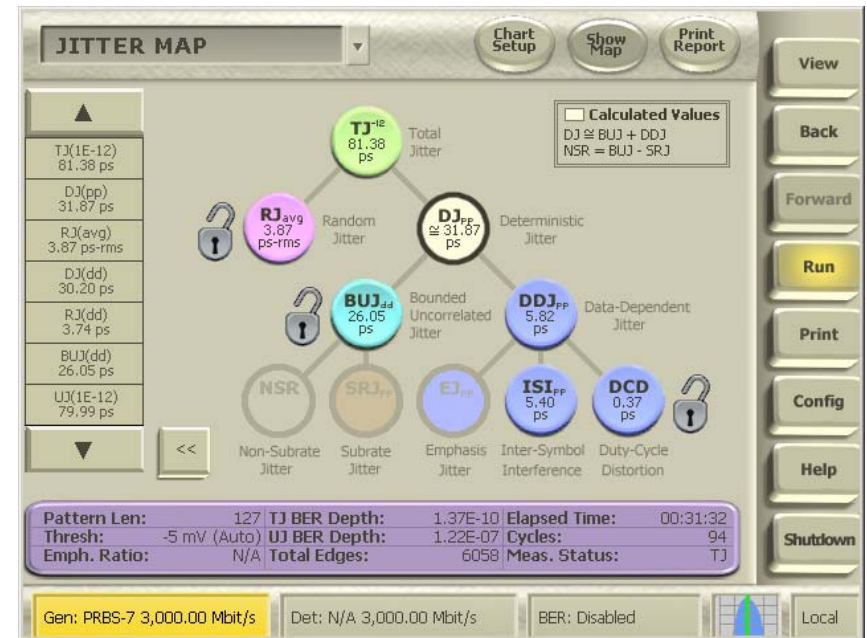 JITTER MAP
Chart
Setup
Show
Map
Print
Report
View
Back
Forward
Run
Print
Config
Help
Shutdown
TJ(1E-12)
81.38 ps
DJ(pp)
31.87 ps
RJ(avg)
3.87 ps-rms
DJ(dd)
30.20 ps
RJ(dd)
3.74 ps
BUJ(dd)
26.05 ps
UJ(1E-12)
79.99 ps
<<
Calculated Values
DJ ≅ BUJ + DDJ
NSR = BUJ - SRJ
TJ-12
81.38
ps
Total
Jitter
RJavg
3.87
ps-rms
Random
Jitter
DJpp
≅ 31.87
ps
Deterministic
Jitter
BUJdd
26.05
ps
Bounded
Uncorrelated
Jitter
DDJpp
5.82
ps
Data-Dependent
Jitter
NSR
Non-Subrate
Jitter
SRJpp
Subrate
Jitter
EJpp
Emphasis
Jitter
ISIpp
5.40
ps
Inter-Symbol
Interference
DCD
0.37
ps
Duty-Cycle
Distortion
Pattern Len: 127 TJ BER Depth: 1.37E-10 Elapsed Time: 00:31:32
Thresh: -5 mV (Auto) UJ BER Depth: 1.22E-07 Cycles: 94
Emph. Ratio: N/A Total Edges: 6058 Meas. Status: TJ
Gen: PRBS-7 3,000.00 Mbit/s
Det: N/A 3,000.00 Mbit/s
BER: Disabled
Local